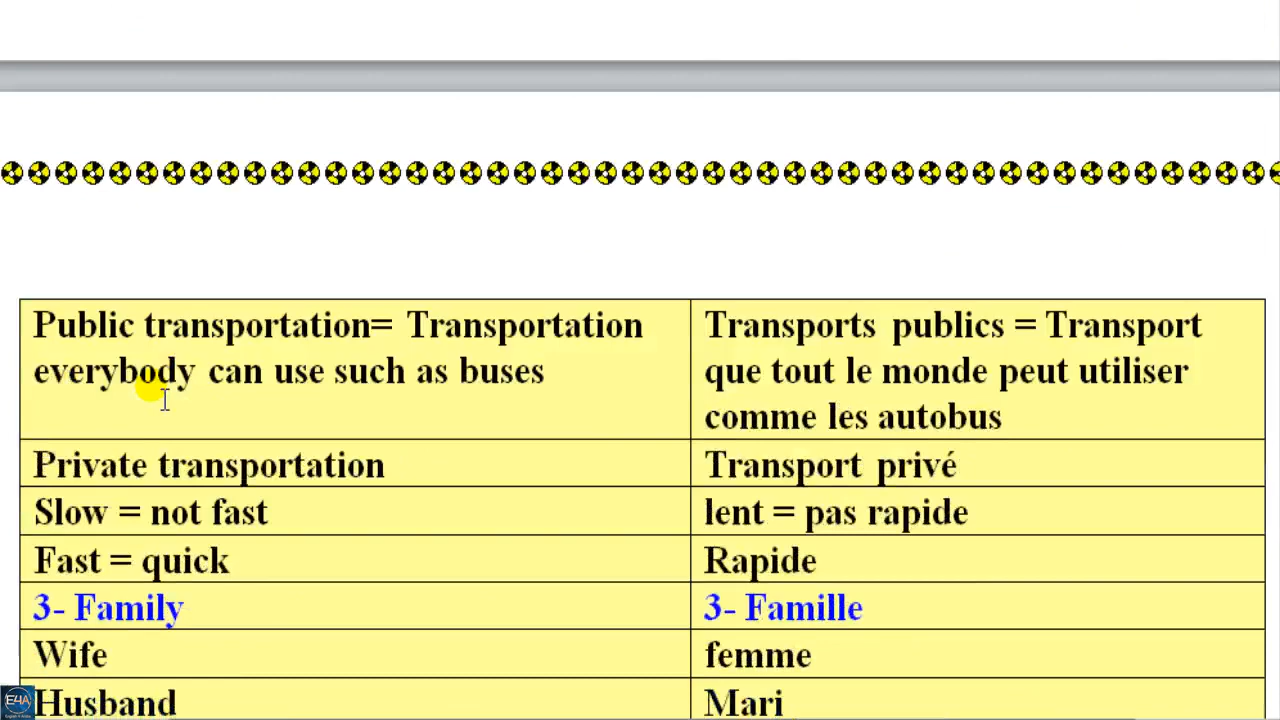 Public transportation= Transportation
everybody can use such as buses
Transports publics = Transport
que tout le monde peut utiliser
comme les autobus
Private transportation
Transport privé
Slow = not fast
lent = pas rapide
Fast = quick
Rapide
3- Family
3- Famille
Wife
femme
Husband
Mari
E4A